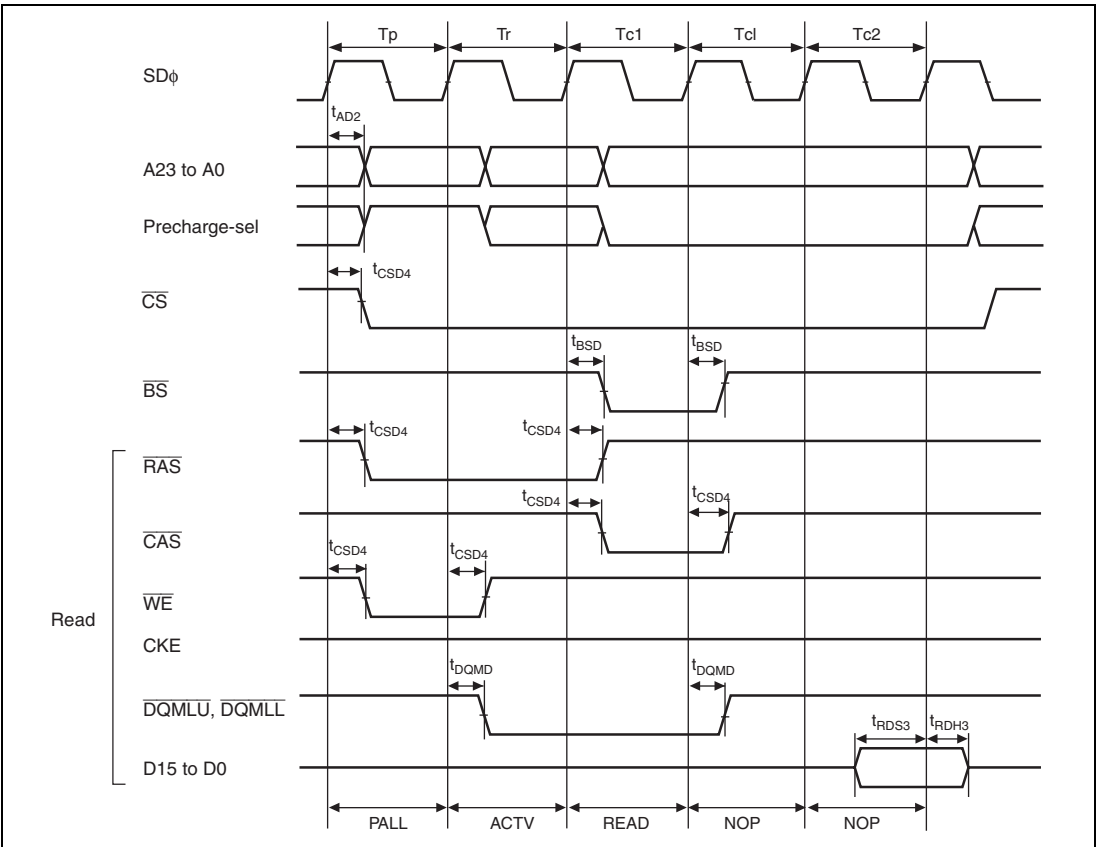 Tp Tr Tc1 Tcl Tc2
SDϕ
tAD2
A23 to A0
Precharge-sel
tCSD4
CS
tBSD tBSD
BS
tCSD4 tCSD4
RAS
tCSD4 tCSD4
CAS
tCSD4 tCSD4
WE
Read
CKE
tDQMD tDQMD
DQMLU, DQMLL
tRDS3 tRDH3
D15 to D0
PALL ACTV READ NOP NOP